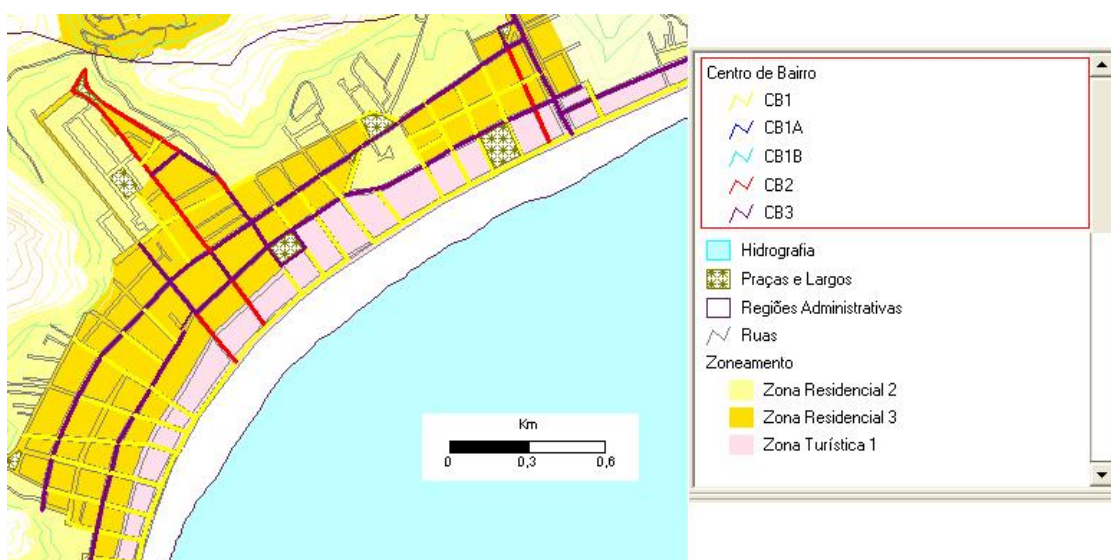 Centro de Bairro
CB1
CB1A
CB1B
CB2
CB3
Hidrografia
Praças e Largos
Regiões Administrativas
Ruas
Zoneamento
Zona Residencial 2
Zona Residencial 3
Zona Turística 1
Km
0 0,3 0,6